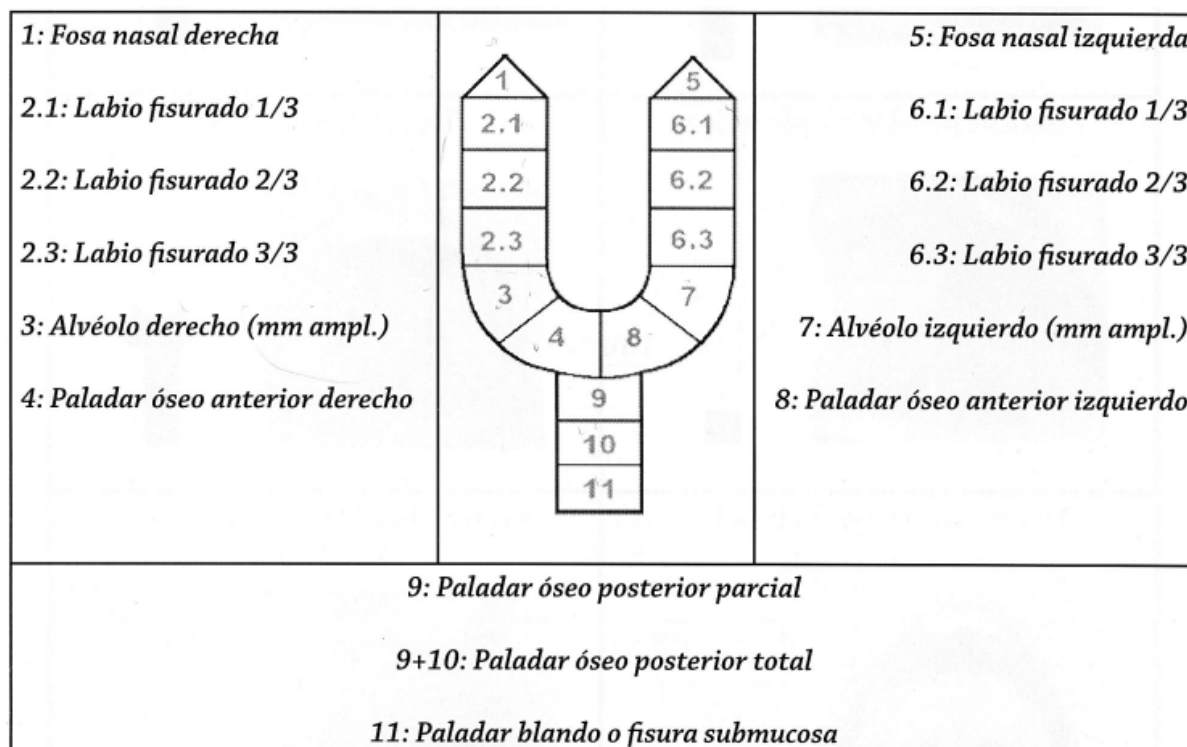 1: Fosa nasal derecha
2.1: Labio fisurado 1/3
2.2: Labio fisurado 2/3
2.3: Labio fisurado 3/3
3: Alvéolo derecho (mm ampl.)
4: Paladar óseo anterior derecho
1
2.1
2.2
2.3
3
4
5
6.1
6.2
6.3
7
8
9
10
11
5: Fosa nasal izquierda
6.1: Labio fisurado 1/3
6.2: Labio fisurado 2/3
6.3: Labio fisurado 3/3
7: Alvéolo izquierdo (mm ampl.)
8: Paladar óseo anterior izquierdo
9: Paladar óseo posterior parcial
9+10: Paladar óseo posterior total
11: Paladar blando o fisura submucosa